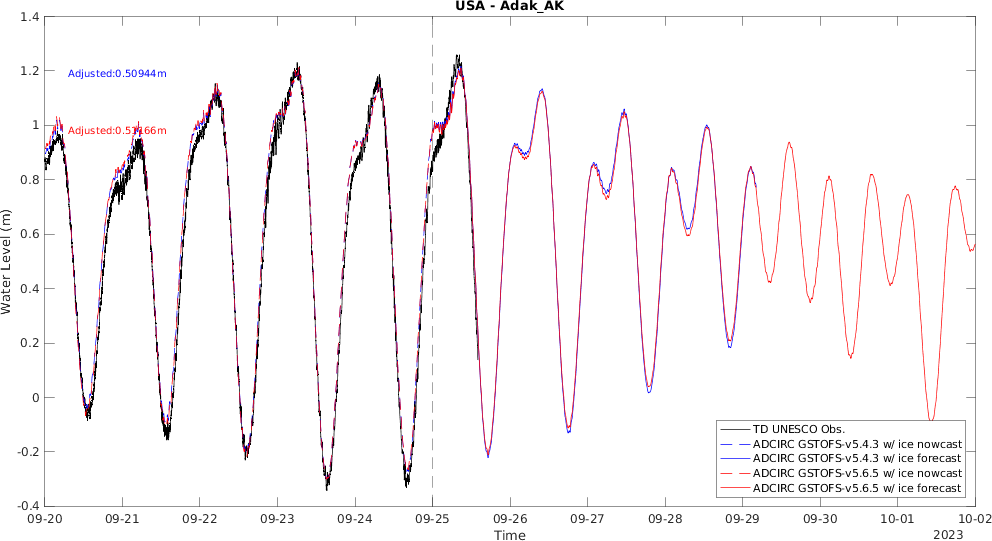 USA - Adak_AK
1.4
1.2
1
0.8
0.6
0.4
0.2
0
-0.2
-0.4
Water Level (m)
Adjusted:0.50944m
TD UNESCO Obs.
ADCIRC GSTOFS-v5.4.3 w/ ice nowcast
ADCIRC GSTOFS-v5.4.3 w/ ice forecast
ADCIRC GSTOFS-v5.6.5 w/ ice nowcast
ADCIRC GSTOFS-v5.6.5 w/ ice forecast
09-20 09-21 09-22 09-23 09-24 09-25 09-26 09-27 09-28 09-29 09-30 10-01 10-02
Time
2023